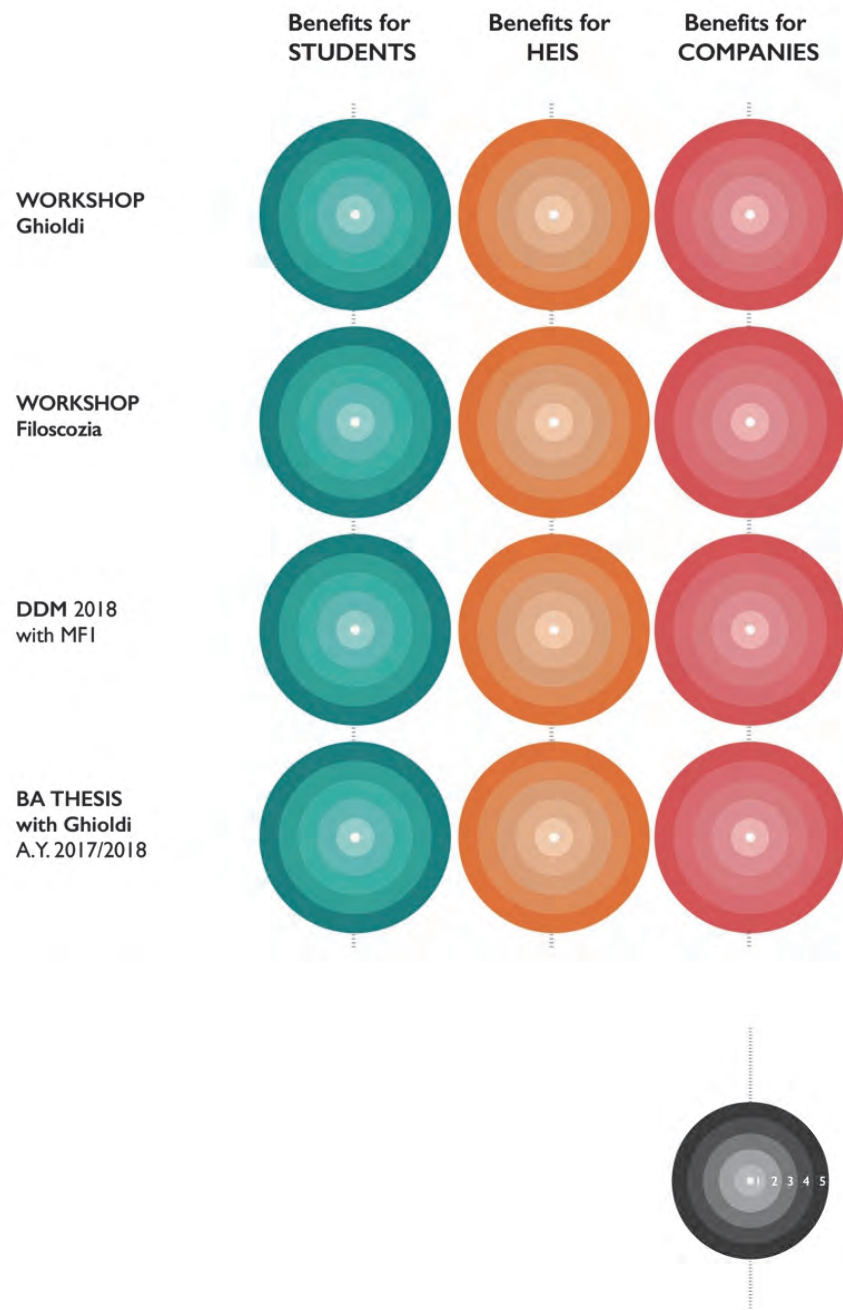 Benefits for
STUDENTS
Benefits for
HEIS
Benefits for
COMPANIES
WORKSHOP
Ghioldi
WORKSHOP
Filoscozia
DDM 2018
with MF1
BA THESIS
with Ghioldi
A.Y. 2017/2018
1 2 3 4 5